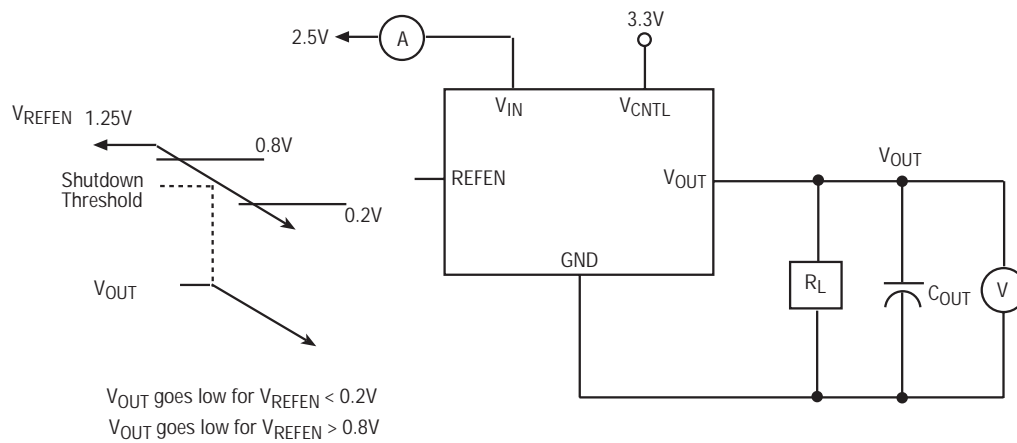 2.5V
A
3.3V
VIN
VCNTL
VREFEN 1.25V
0.8V
Shutdown
Threshold
0.2V
REFEN
VOUT
VOUT
GND
VOUT
RL
COUT
V
VOUT goes low for VREFEN < 0.2V
VOUT goes low for VREFEN > 0.8V